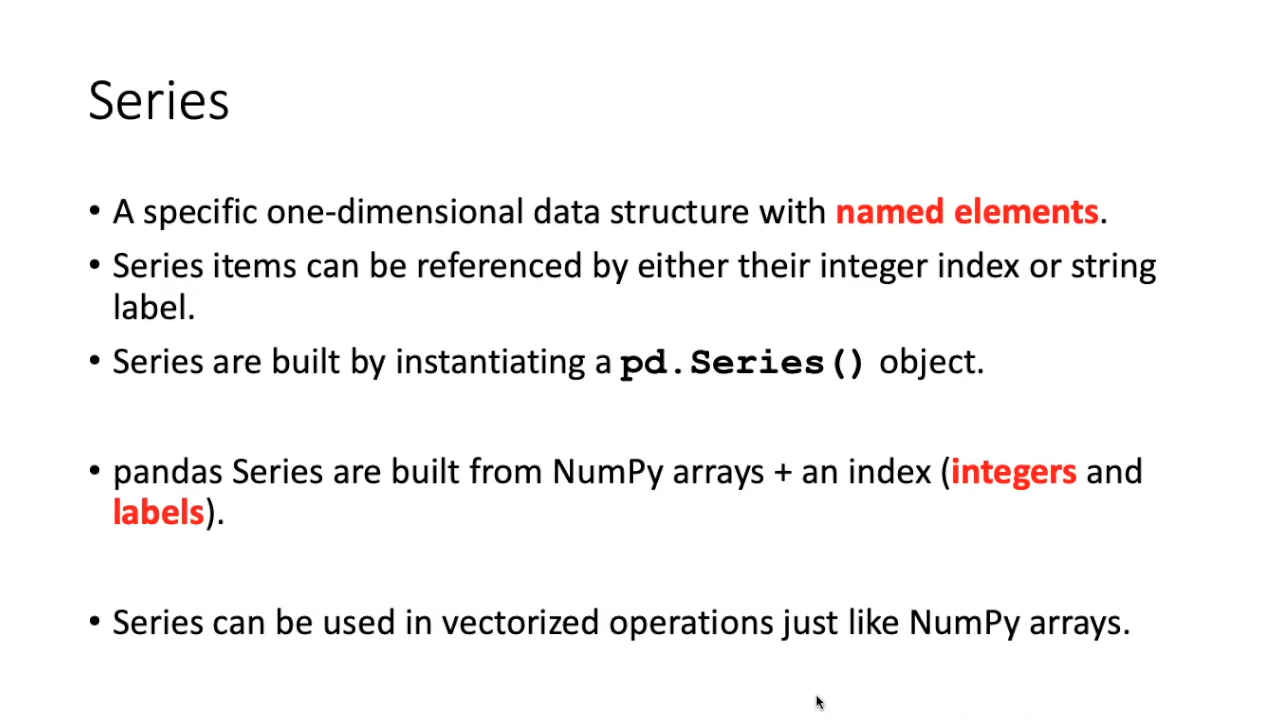 Series
• A specific one-dimensional data structure with named elements.
• Series items can be referenced by either their integer index or string
label.
• Series are built by instantiating a pd.Series() object.
• pandas Series are built from NumPy arrays + an index (integers and
labels).
• Series can be used in vectorized operations just like NumPy arrays.